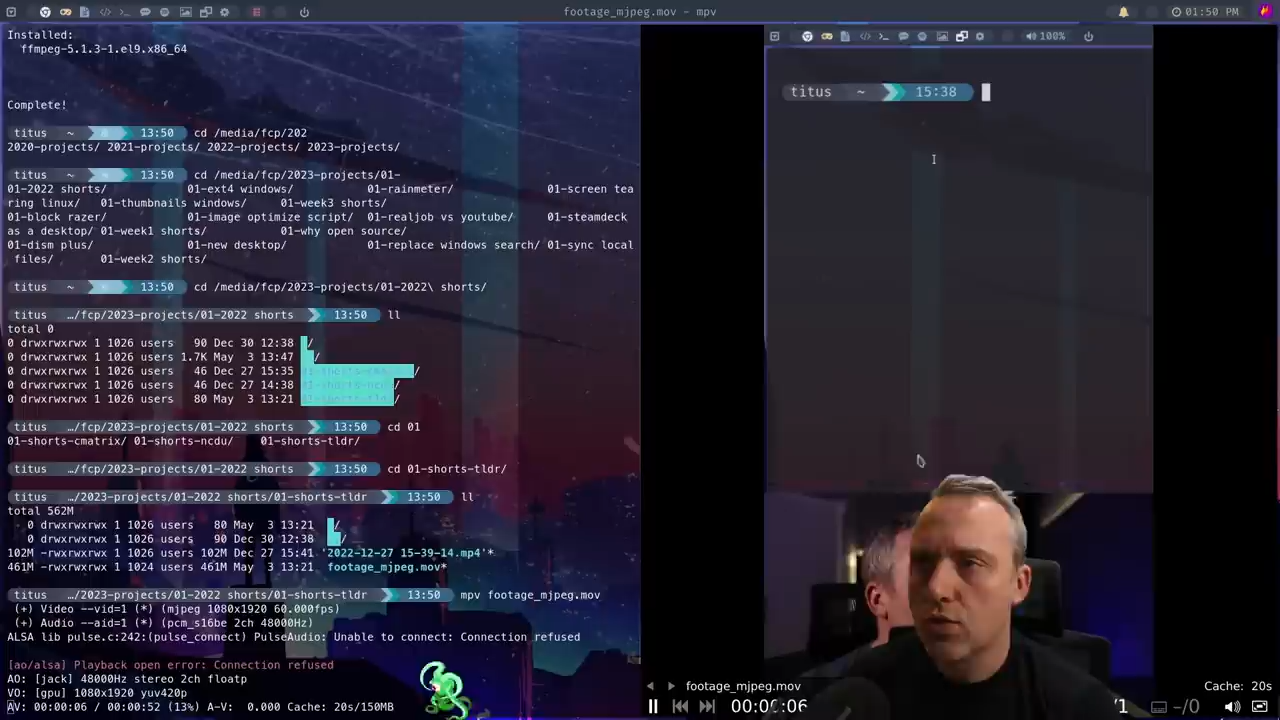 footage_mjpeg.mov - mpv
01:50 PM
Installed:
ffmpeg-5.1.3-1.el9.x86_64
Complete!
titus ~ 13:50 cd /media/fcp/202
2020-projects/ 2021-projects/ 2022-projects/ 2023-projects/
titus ~ 13:50 cd /media/fcp/2023-projects/01-
01-2022 shorts/ 01-ext4 windows/ 01-rainmeter/ 01-screen tea
ring linux/ 01-thumbnails windows/ 01-week3 shorts/
01-block razer/ 01-image optimize script/ 01-realjob vs youtube/ 01-steamdeck
as a desktop/ 01-week1 shorts/ 01-why open source/
01-dism plus/ 01-new desktop/ 01-replace windows search/ 01-sync local
files/ 01-week2 shorts/
titus ~ 13:50 cd /media/fcp/2023-projects/01-2022\ shorts/
titus …/fcp/2023-projects/01-2022 shorts 13:50 ll
total 0
0 drwxrwxrwx 1 1026 users 90 Dec 30 12:38 ./
0 drwxrwxrwx 1 1026 users 1.7K May 3 13:47 ../
0 drwxrwxrwx 1 1026 users 46 Dec 27 15:35 01-shorts-cmatrix/
0 drwxrwxrwx 1 1026 users 46 Dec 27 14:38 01-shorts-ncdu/
0 drwxrwxrwx 1 1026 users 80 May 3 13:21 01-shorts-tldr/
titus …/fcp/2023-projects/01-2022 shorts 13:50 cd 01
01-shorts-cmatrix/ 01-shorts-ncdu/ 01-shorts-tldr/
titus …/fcp/2023-projects/01-2022 shorts 13:50 cd 01-shorts-tldr/
titus …/2023-projects/01-2022 shorts/01-shorts-tldr 13:50 ll
total 562M
0 drwxrwxrwx 1 1026 users 80 May 3 13:21 ./
0 drwxrwxrwx 1 1026 users 90 Dec 30 12:38 ../
102M -rwxrwxrwx 1 1026 users 102M Dec 27 15:41 '2022-12-27 15-39-14.mp4'*
461M -rwxrwxrwx 1 1024 users 461M May 3 13:21 footage_mjpeg.mov*
titus …/2023-projects/01-2022 shorts/01-shorts-tldr 13:50 mpv footage_mjpeg.mov
(+) Video --vid=1 (*) (mjpeg 1080x1920 60.000fps)
(+) Audio --aid=1 (*) (pcm_s16be 2ch 48000Hz)
ALSA lib pulse.c:242:(pulse_connect) PulseAudio: Unable to connect: Connection refused
[ao/alsa] Playback open error: Connection refused
AO: [jack] 48000Hz stereo 2ch floatp
VO: [gpu] 1080x1920 yuv420p
AV: 00:00:06 / 00:00:52 (13%) A-V: 0.000 Cache: 20s/150MB
100%
titus ~ 15:38
footage_mjpeg.mov
Cache: 20s
00:00:06
/1
-/0